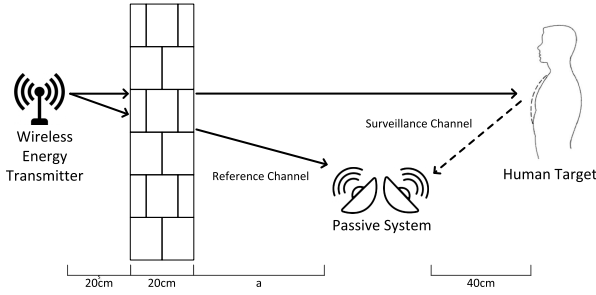 Wireless
Energy
Transmitter
Surveillance Channel
Reference Channel
Human Target
Passive System
20cm
20cm
a
40cm